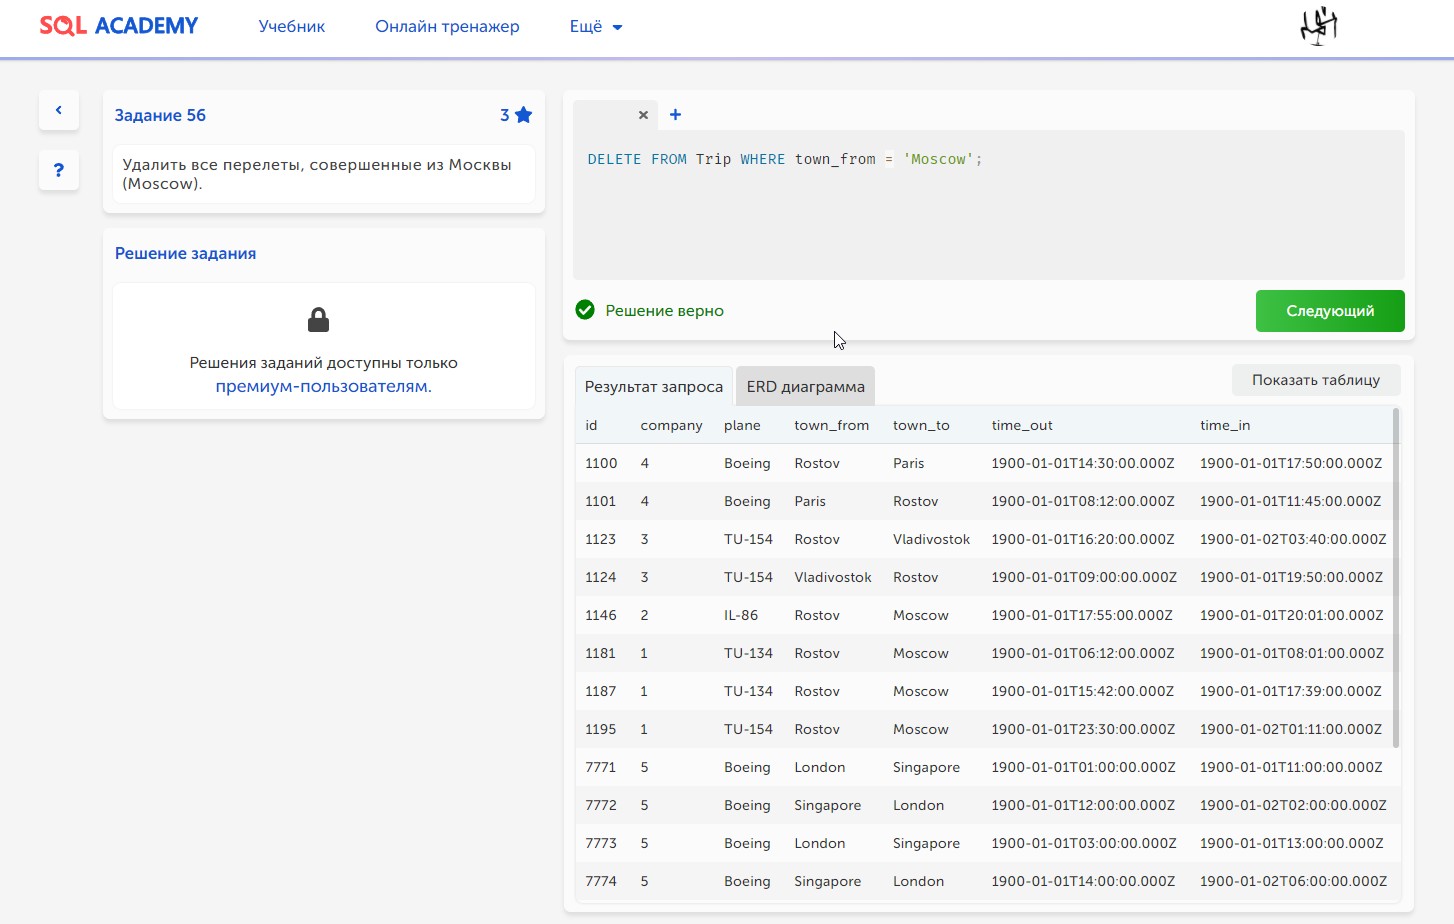 SQL ACADEMY
Учебник
Онлайн тренажер
Ещё
Задание 56
3
Удалить все перелеты, совершенные из Москвы
(Moscow).
?
Решение задания
Решения заданий доступны только
премиум-пользователям.
DELETE FROM Trip WHERE town_from = 'Moscow';
Решение верно
Следующий
Результат запроса
ERD диаграмма
Показать таблицу
id company plane town_from town_to time_out time_in
1100 4 Boeing Rostov Paris 1900-01-01T14:30:00.000Z 1900-01-01T17:50:00.000Z
1101 4 Boeing Paris Rostov 1900-01-01T08:12:00.000Z 1900-01-01T11:45:00.000Z
1123 3 TU-154 Rostov Vladivostok 1900-01-01T16:20:00.000Z 1900-01-02T03:40:00.000Z
1124 3 TU-154 Vladivostok Rostov 1900-01-01T09:00:00.000Z 1900-01-01T19:50:00.000Z
1146 2 IL-86 Rostov Moscow 1900-01-01T17:55:00.000Z 1900-01-01T20:01:00.000Z
1181 1 TU-134 Rostov Moscow 1900-01-01T06:12:00.000Z 1900-01-01T08:01:00.000Z
1187 1 TU-134 Rostov Moscow 1900-01-01T15:42:00.000Z 1900-01-01T17:39:00.000Z
1195 1 TU-154 Rostov Moscow 1900-01-01T23:30:00.000Z 1900-01-02T01:11:00.000Z
7771 5 Boeing London Singapore 1900-01-01T01:00:00.000Z 1900-01-01T11:00:00.000Z
7772 5 Boeing Singapore London 1900-01-01T12:00:00.000Z 1900-01-02T02:00:00.000Z
7773 5 Boeing London Singapore 1900-01-01T03:00:00.000Z 1900-01-01T13:00:00.000Z
7774 5 Boeing Singapore London 1900-01-01T14:00:00.000Z 1900-01-02T06:00:00.000Z